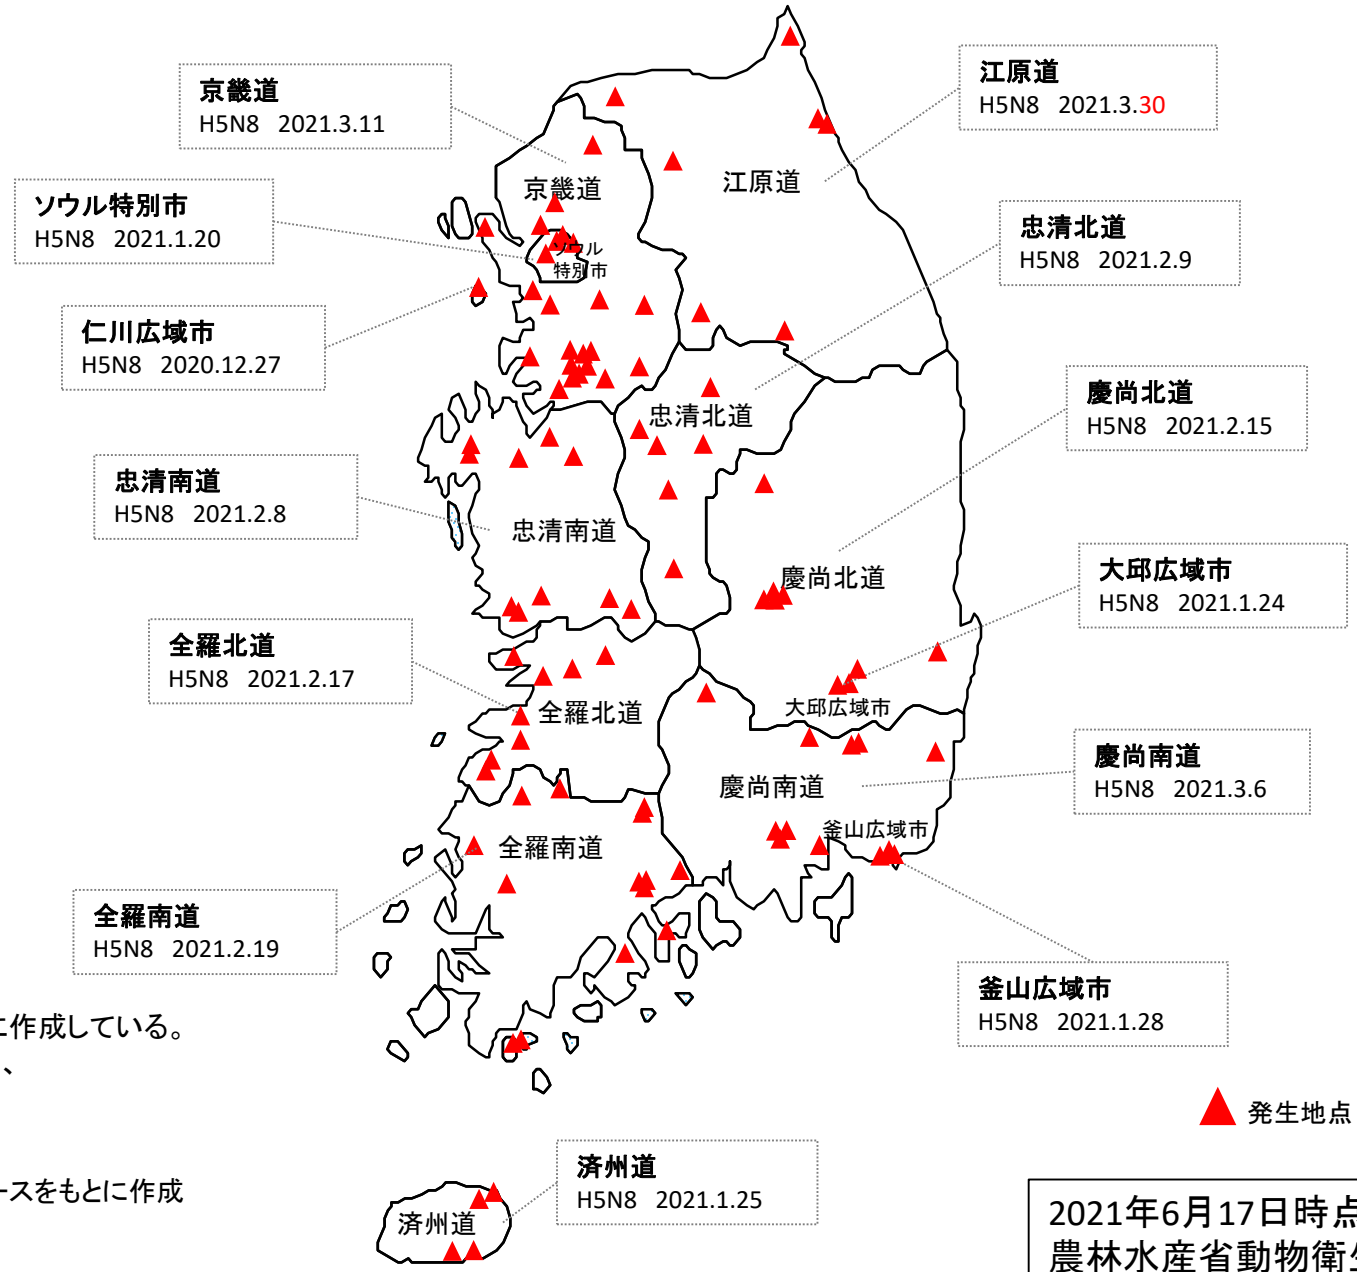 京畿道
H5N8 2021.3.11
江原道
H5N8 2021.3.30
ソウル特別市
H5N8 2021.1.20
京畿道
江原道
忠清北道
H5N8 2021.2.9
ソウル
特別市
仁川広域市
H5N8 2020.12.27
慶尚北道
H5N8 2021.2.15
忠清北道
忠清南道
H5N8 2021.2.8
忠清南道
慶尚北道
大邱広域市
H5N8 2021.1.24
全羅北道
H5N8 2021.2.17
全羅北道
大邱広域市
慶尚南道
H5N8 2021.3.6
慶尚南道
釜山広域市
全羅南道
全羅南道
H5N8 2021.2.19
釜山広域市
H5N8 2021.1.28
に作成している。
、
発生地点
済州道
H5N8 2021.1.25
ースをもとに作成
済州道
2021年6月17日時点
農林水産省動物衛生